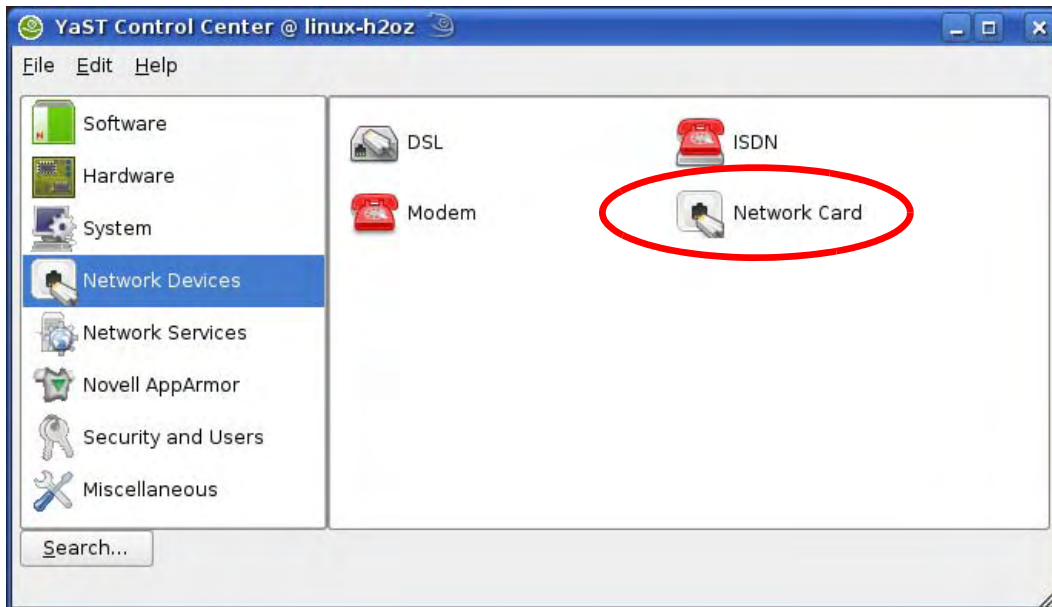 YaST Control Center @ linux-h2oz
File Edit Help
Software
Hardware
System
Network Devices
Network Services
Novell AppArmor
Security and Users
Miscellaneous
DSL
ISDN
Modem
Network Card
Search...